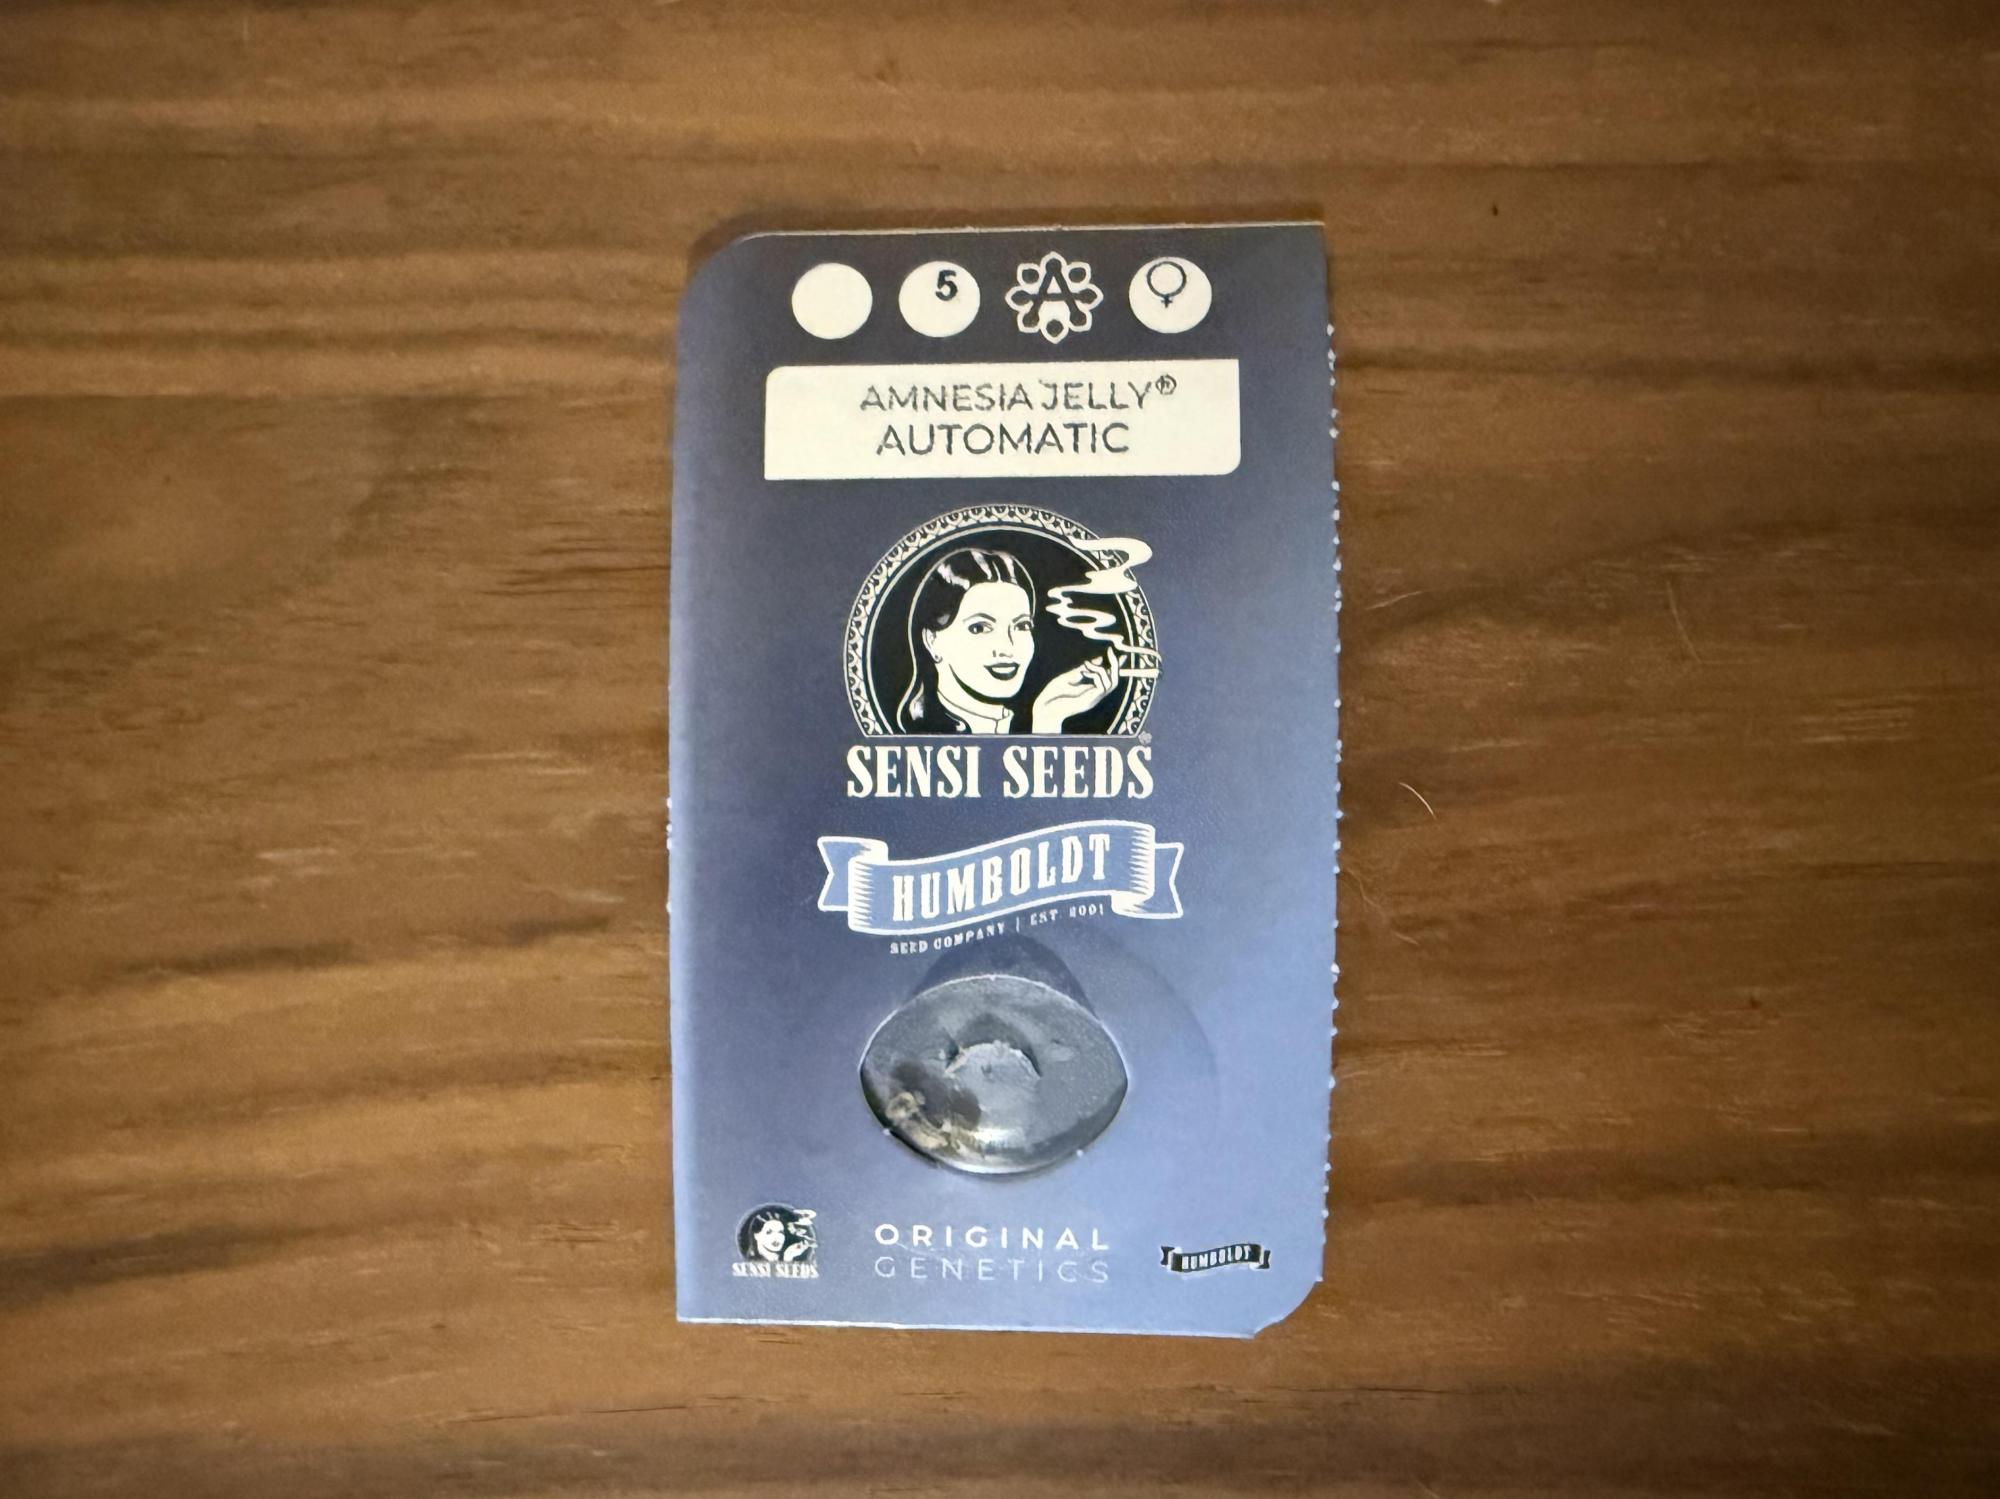 5 A
AMNESIA JELLY®
AUTOMATIC
SENSI SEEDS®
HUMBOLDT
SEED COMPANY | EST. 2001
SENSI SEEDS
ORIGINAL
GENETICS
HUMBOLDT